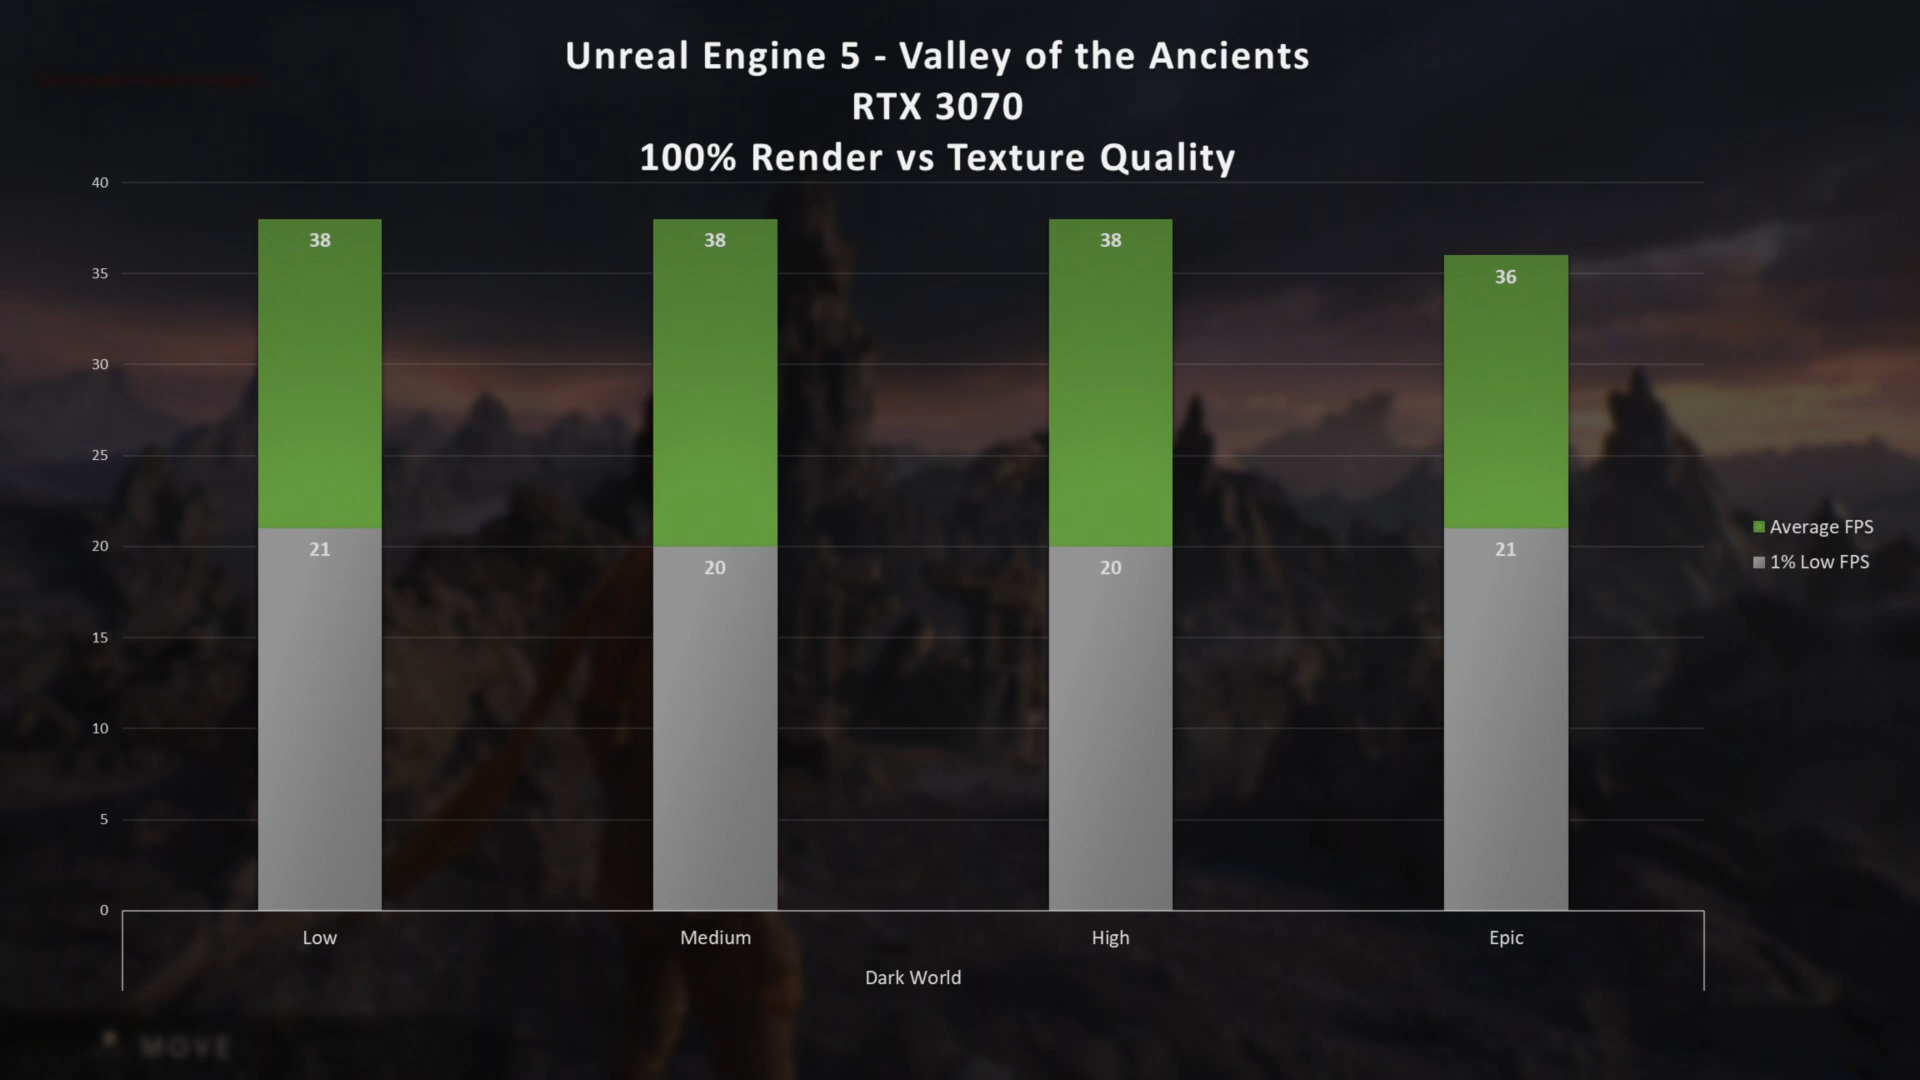 Unreal Engine 5 - Valley of the Ancients
RTX 3070
100% Render vs Texture Quality
40
35
30
25
20
15
10
5
0
38
38
38
36
21
20
20
21
Average FPS
1% Low FPS
Low
Medium
High
Epic
Dark World
MOVE